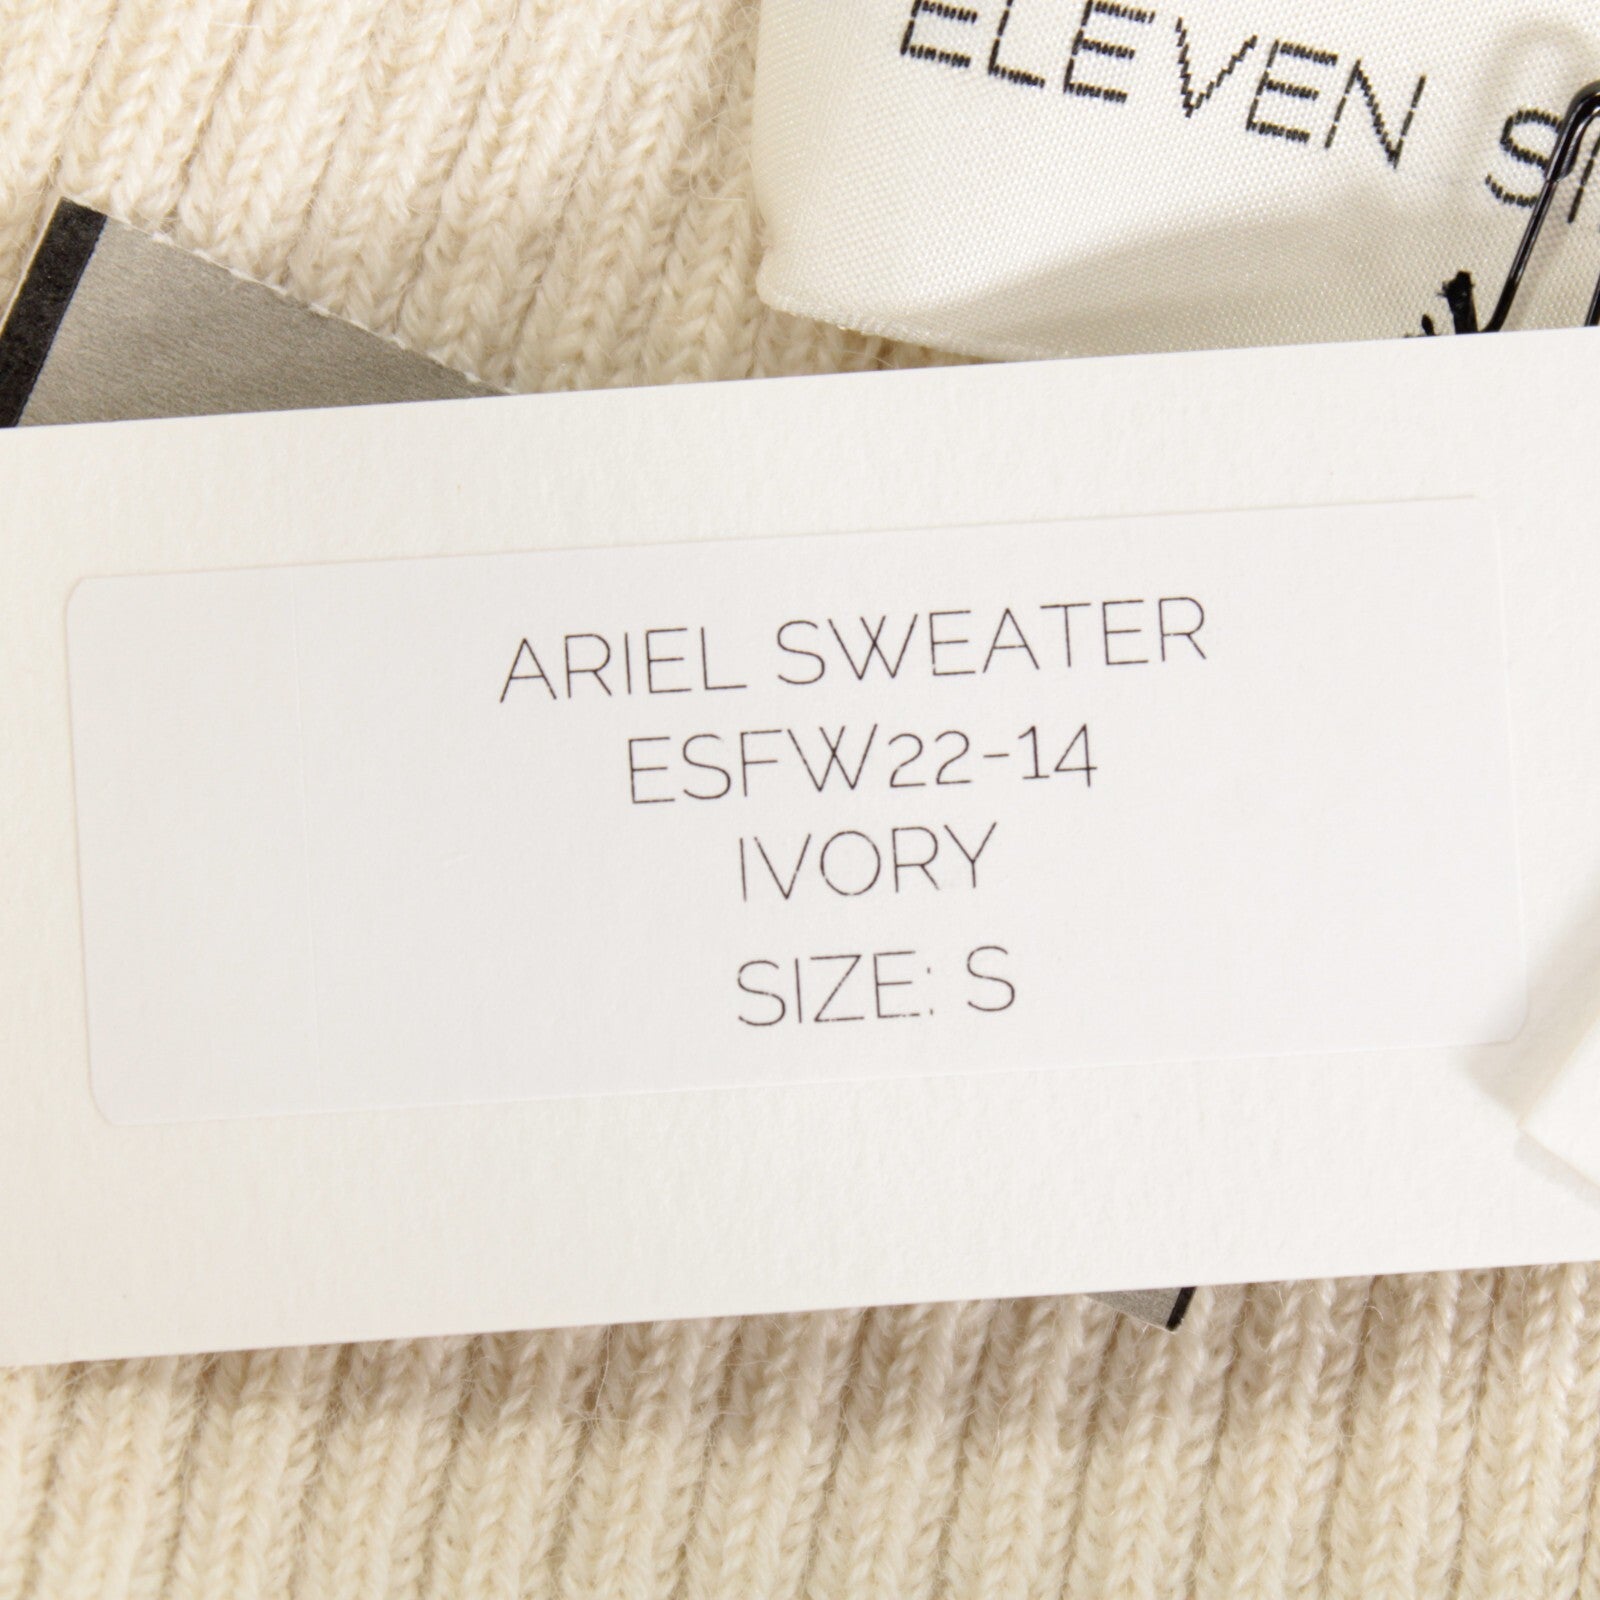 ELEVEN
ARIEL SWEATER
ESFW22-14
IVORY
SIZE: S